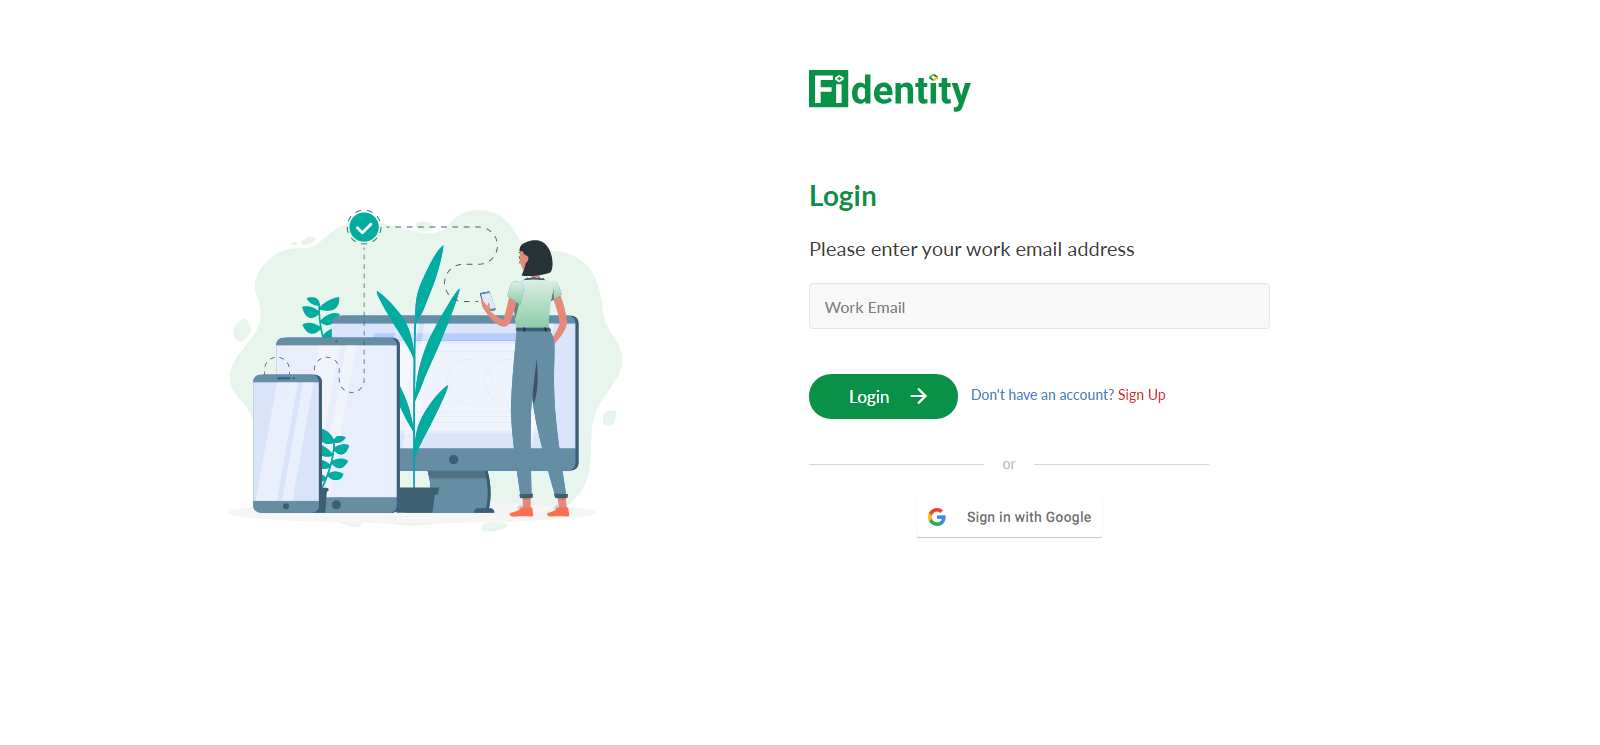 Fidentity
Login
Please enter your work email address
Work Email
Login
Don't have an account? Sign Up
or
Sign in with Google